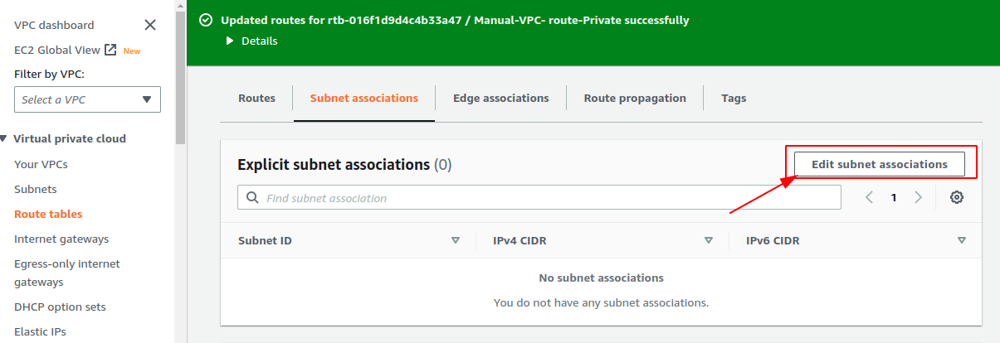 VPC dashboard
EC2 Global View New
Filter by VPC:
Select a VPC
Virtual private cloud
Your VPCs
Subnets
Route tables
Internet gateways
Egress-only internet
gateways
DHCP option sets
Elastic IPs
Updated routes for rtb-016f1d9d4c4b33a47 / Manual-VPC- route-Private successfully
Details
Routes Subnet associations Edge associations Route propagation Tags
Explicit subnet associations (0) Edit subnet associations
Find subnet association 1
Subnet ID IPv4 CIDR IPv6 CIDR
No subnet associations
You do not have any subnet associations.